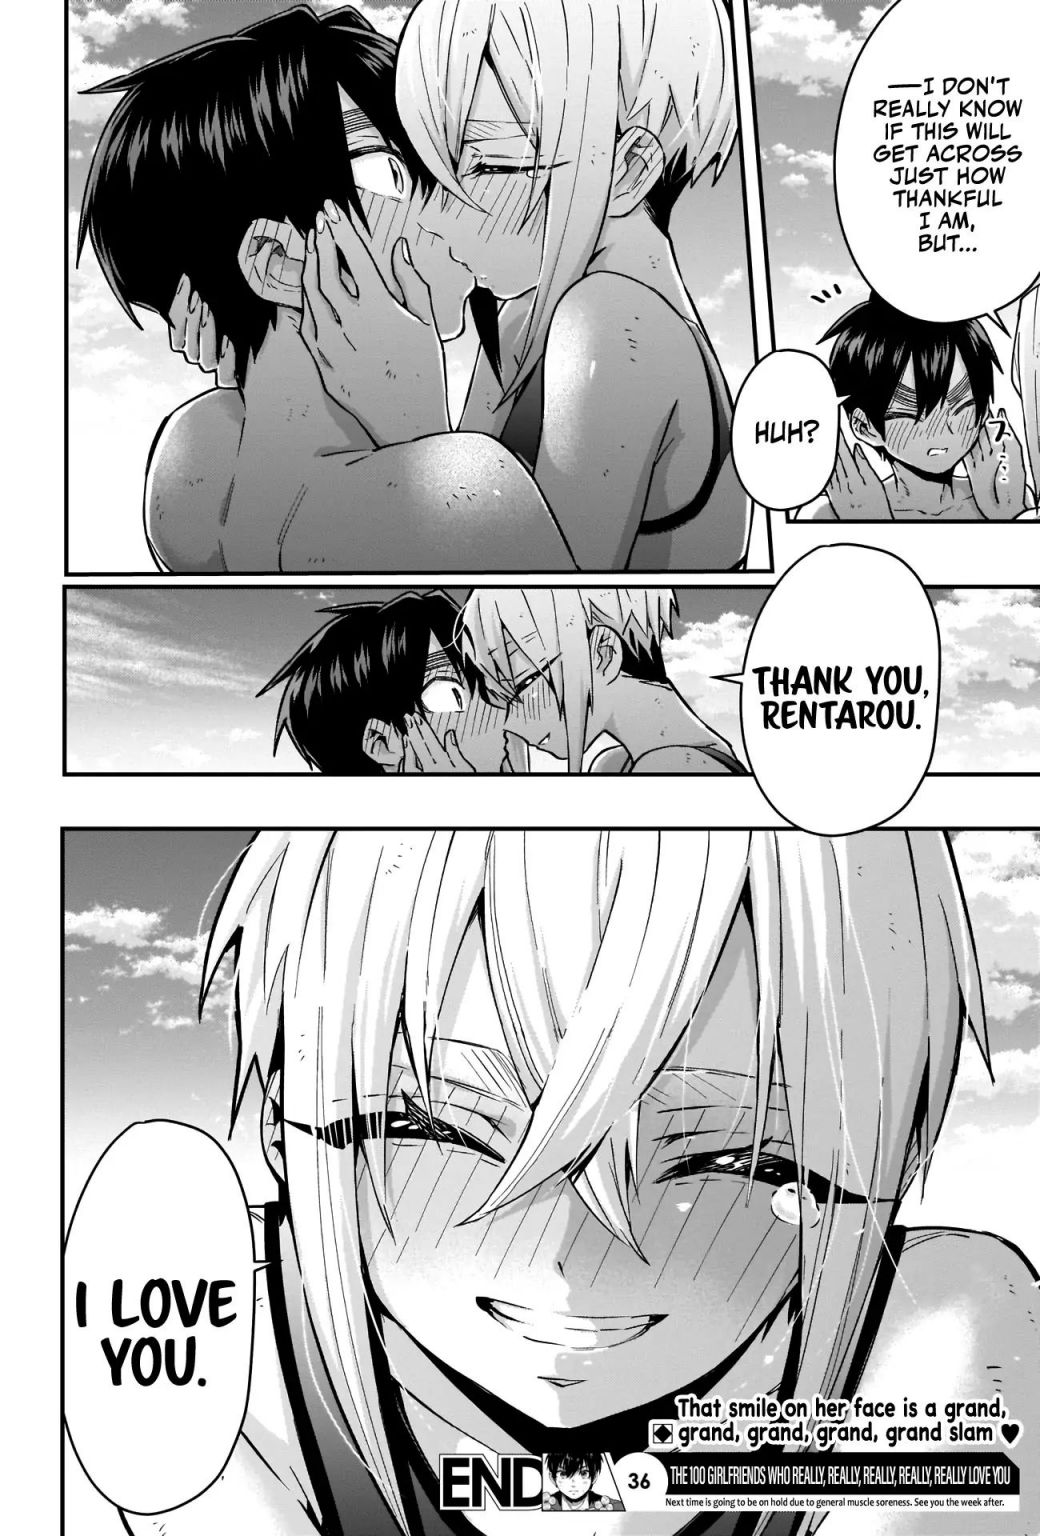 —I DON'T
REALLY KNOW
IF THIS WILL
GET ACROSS
JUST HOW
THANKFUL
I AM,
BUT...
HUH?
ス
THANK YOU,
RENTAROU.
I LOVE
YOU.
That smile on her face is a grand,
grand, grand, grand, grand slam ♥
END
36
THE 100 GIRLFRIENDS WHO REALLY, REALLY, REALLY, REALLY, REALLY LOVE YOU
Next time is going to be on hold due to general muscle soreness. See you the week after.